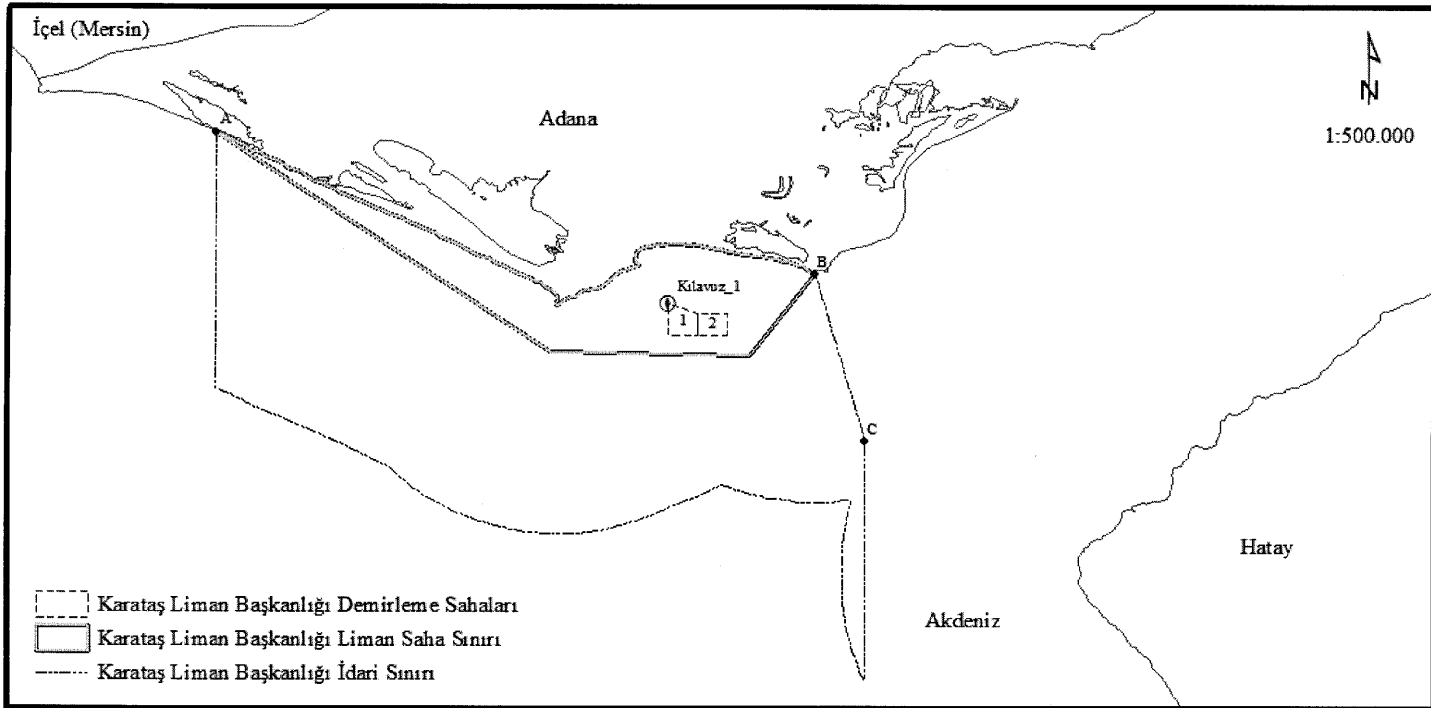 İçel (Mersin)
N
1:500.000
Adana
A
B
Kılavuz_1
1
2
C
Hatay
Akdeniz
Karataş Liman Başkanlığı Demirleme Sahaları
Karataş Liman Başkanlığı Liman Saha Sınırı
Karataş Liman Başkanlığı İdari Sınırı